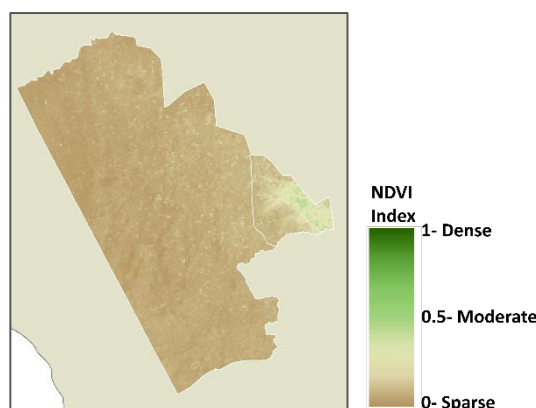 NDVI
Index
1- Dense
0.5- Moderate
0- Sparse